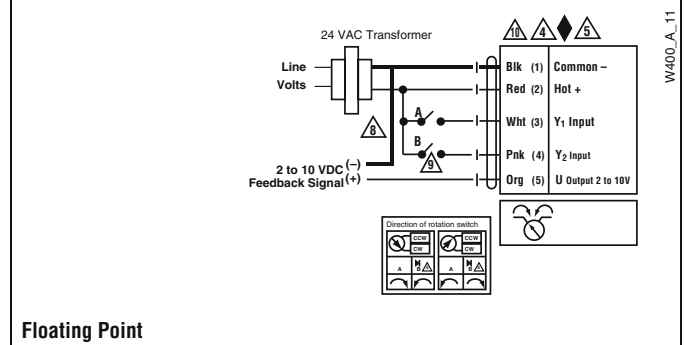 W400_A_11
24 VAC Transformer
Line
Volts
10 4 5
Blk (1) Common –
Red (2) Hot +
Wht (3) Y1 Input
Pnk (4) Y2 Input
Org (5) U Output 2 to 10V
A
8
B
9
2 to 10 VDC (–)
Feedback Signal (+)
Direction of rotation switch
CCW CCW
CW CW
A B A B
Floating Point